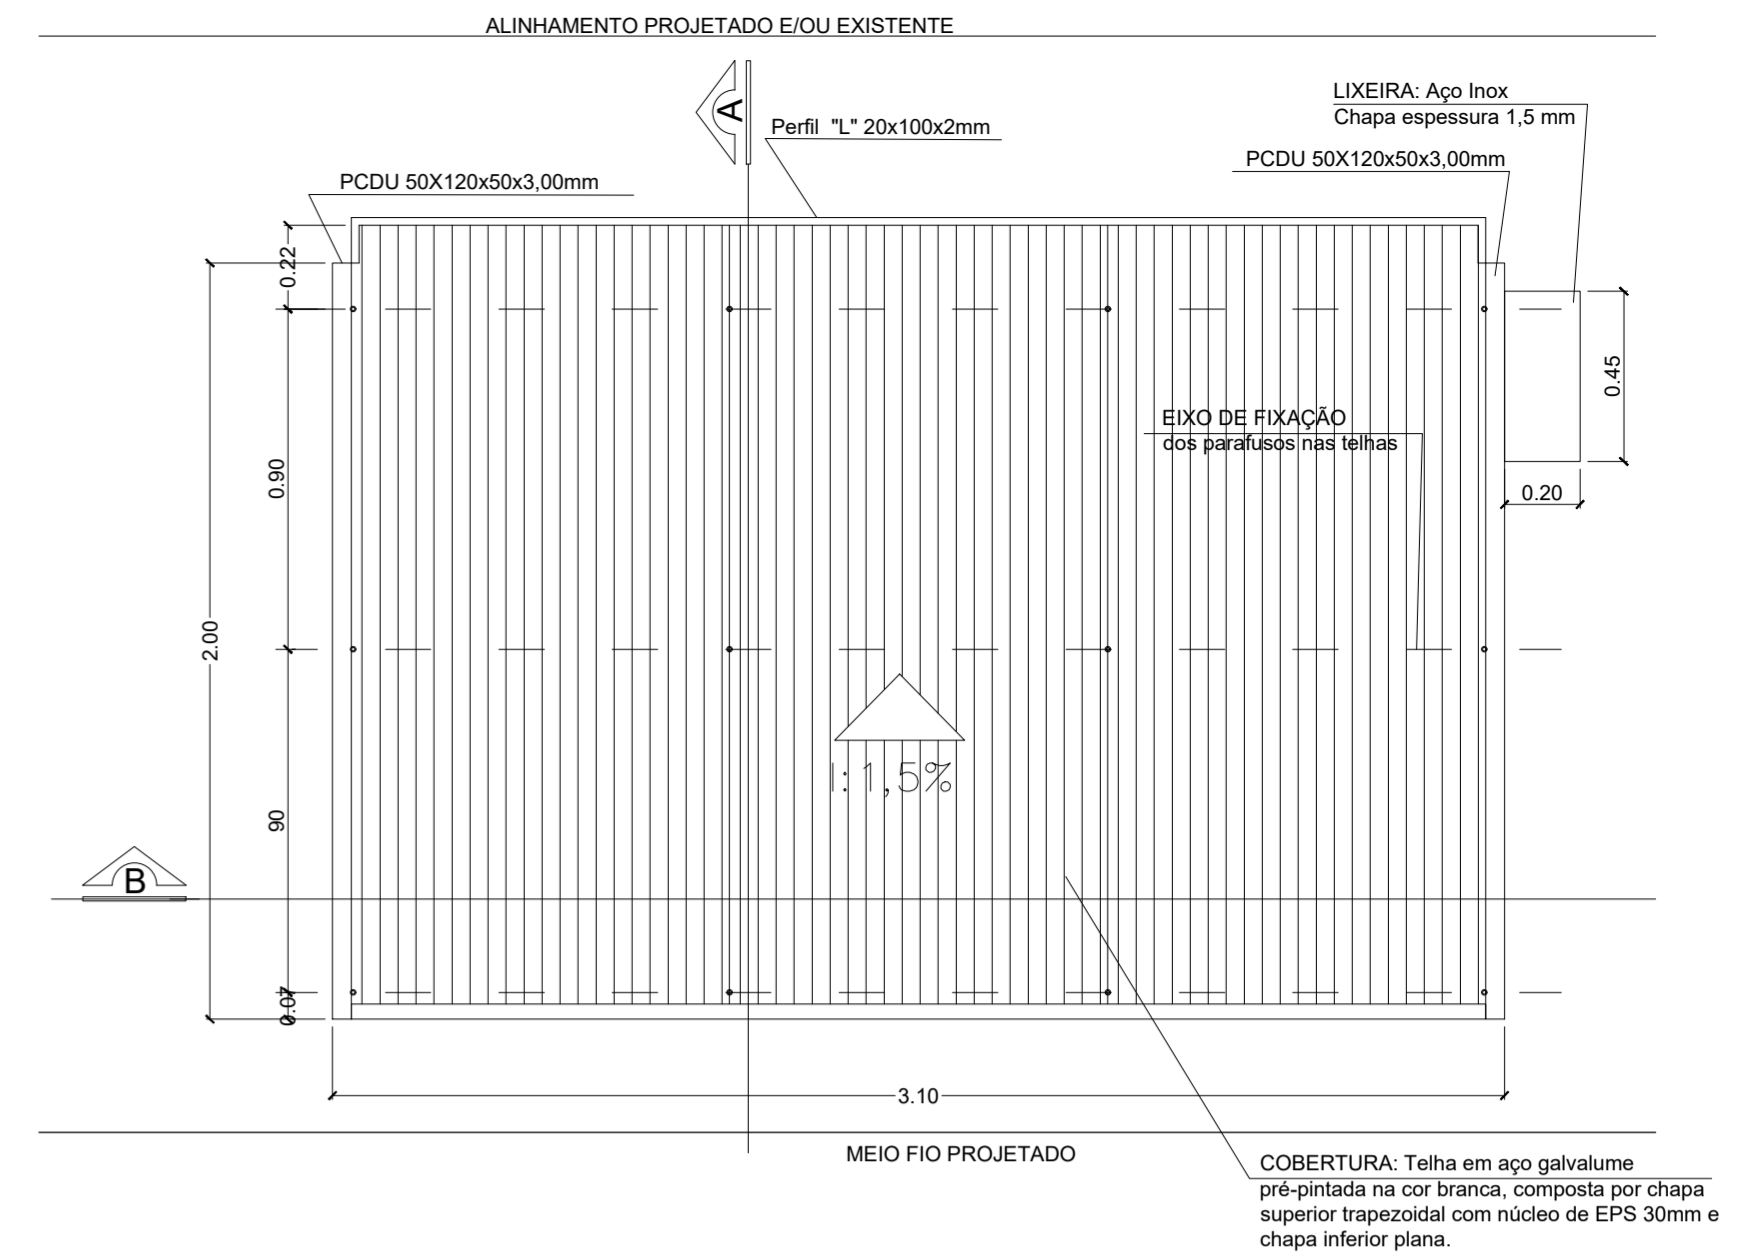 ALINHAMENTO PROJETADO E/OU EXISTENTE
A
LIXEIRA: Aço Inox
Chapa espessura 1,5 mm
Perfil "L" 20x100x2mm
PCDU 50X120x50x3,00mm
PCDU 50X120x50x3,00mm
0.22
0.45
EIXO DE FIXAÇÃO
dos parafusos nas telhas
0.90
0.20
2.00
I:1,5%
90
B
0.07
3.10
MEIO FIO PROJETADO
COBERTURA: Telha em aço galvalume
pré-pintada na cor branca, composta por chapa
superior trapezoidal com núcleo de EPS 30mm e
chapa inferior plana.